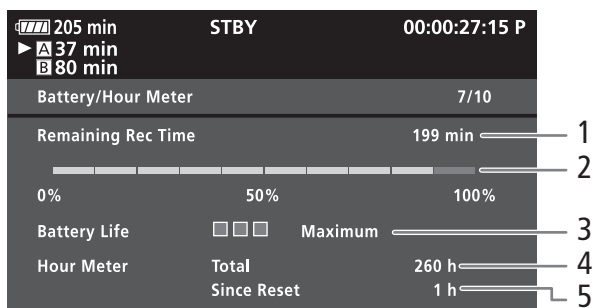 205 min STBY 00:00:27:15 P
A 37 min
B 80 min
Battery/Hour Meter 7/10
Remaining Rec Time 199 min 1
2
0% 50% 100%
Battery Life Maximum 3
Hour Meter Total 260 h 4
Since Reset 1 h 5